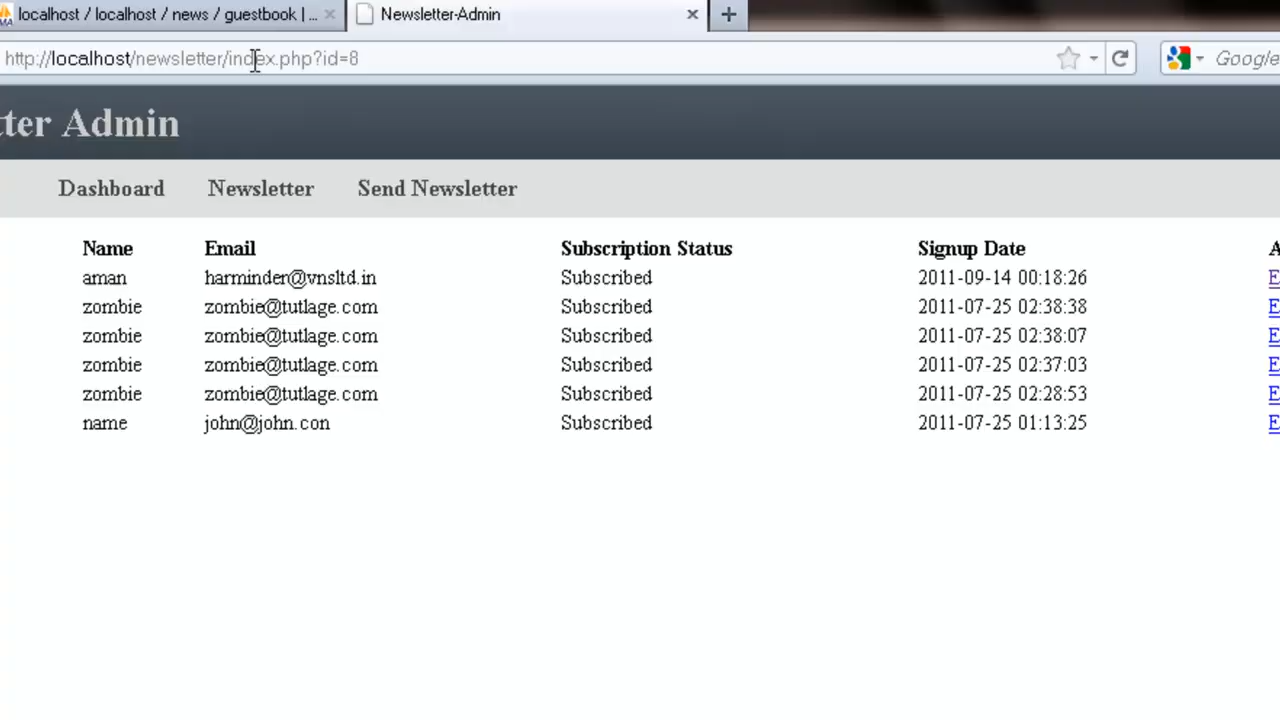 localhost / localhost / news / guestbook | ...
Newsletter-Admin
http://localhost/newsletter/index.php?id=8
Google
tter Admin
Dashboard Newsletter Send Newsletter
Name Email Subscription Status Signup Date A
aman harminder@vnsltd.in Subscribed 2011-09-14 00:18:26 E
zombie zombie@tutlage.com Subscribed 2011-07-25 02:38:38 E
zombie zombie@tutlage.com Subscribed 2011-07-25 02:38:07 E
zombie zombie@tutlage.com Subscribed 2011-07-25 02:37:03 E
zombie zombie@tutlage.com Subscribed 2011-07-25 02:28:53 E
name john@john.con Subscribed 2011-07-25 01:13:25 E